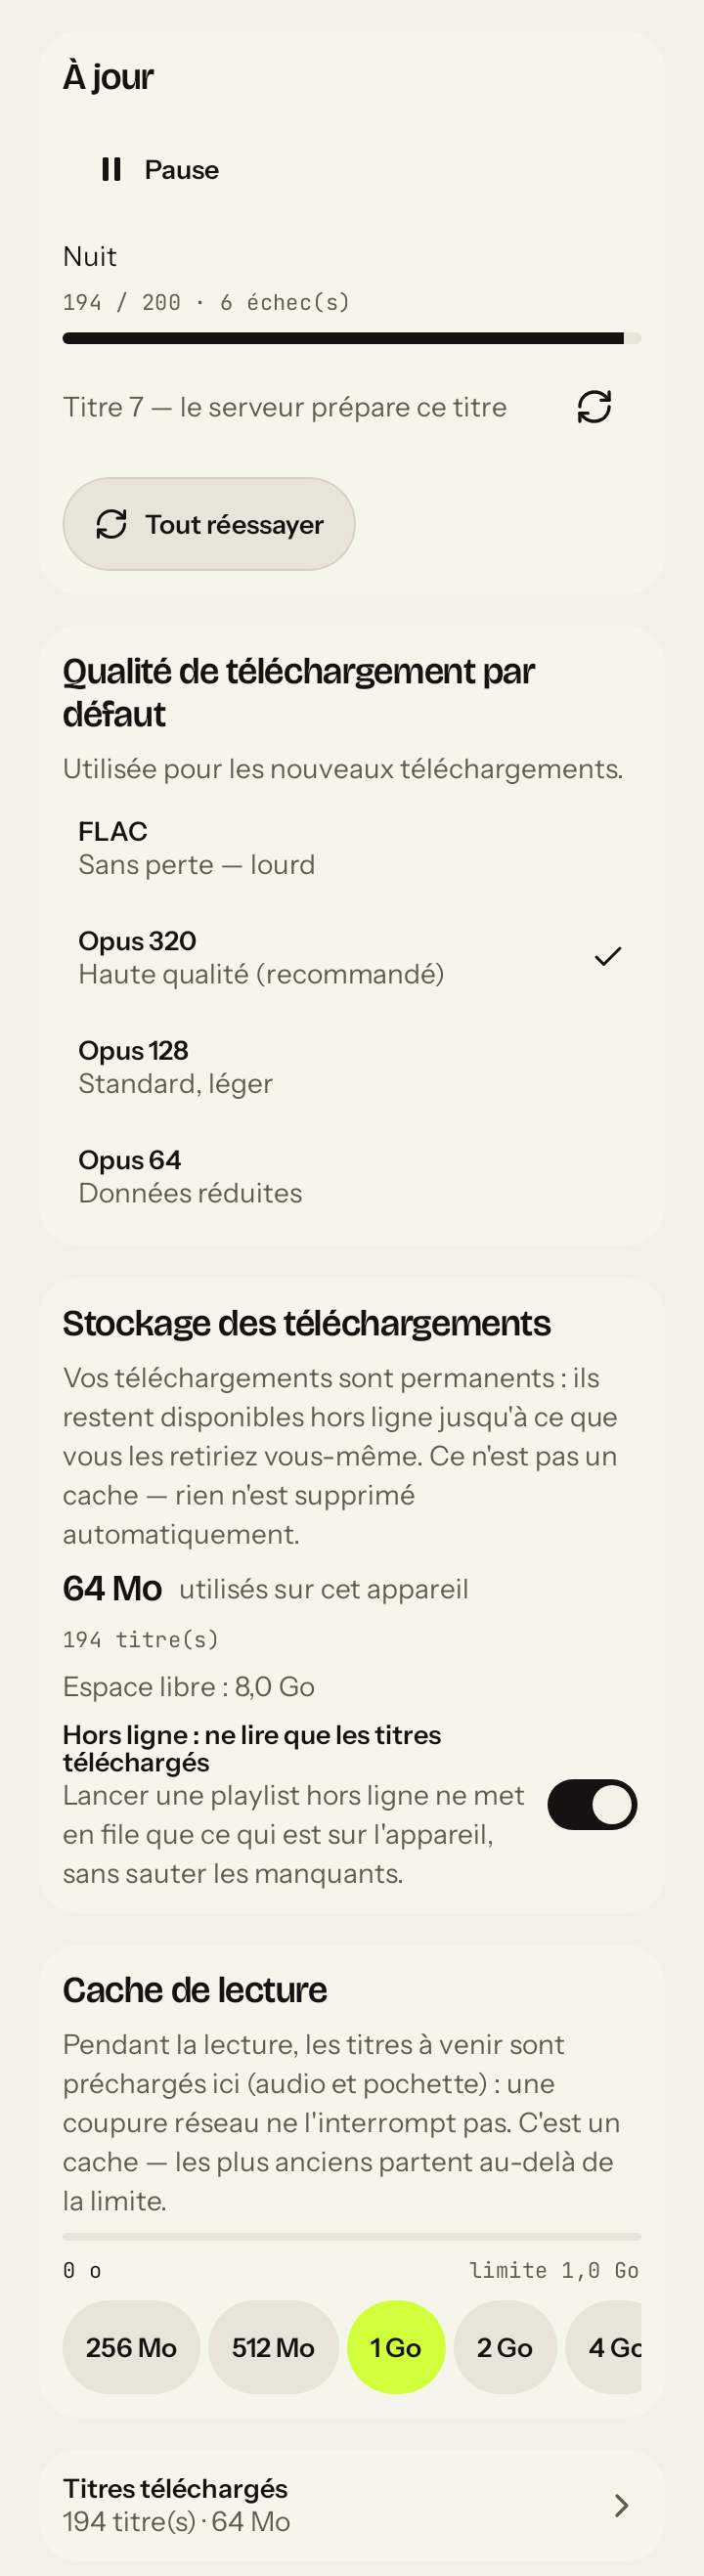 À jour
Pause
Nuit
194 / 200 · 6 échec(s)
Titre 7 — le serveur prépare ce titre
Tout réessayer
Qualité de téléchargement par
défaut
Utilisée pour les nouveaux téléchargements.
FLAC
Sans perte — lourd
Opus 320
Haute qualité (recommandé)
Opus 128
Standard, léger
Opus 64
Données réduites
Stockage des téléchargements
Vos téléchargements sont permanents : ils
restent disponibles hors ligne jusqu'à ce que
vous les retiriez vous-même. Ce n'est pas un
cache — rien n'est supprimé
automatiquement.
64 Mo utilisés sur cet appareil
194 titre(s)
Espace libre : 8,0 Go
Hors ligne : ne lire que les titres
téléchargés
Lancer une playlist hors ligne ne met
en file que ce qui est sur l'appareil,
sans sauter les manquants.
Cache de lecture
Pendant la lecture, les titres à venir sont
préchargés ici (audio et pochette) : une
coupure réseau ne l'interrompt pas. C'est un
cache — les plus anciens partent au-delà de
la limite.
0 o limite 1,0 Go
256 Mo 512 Mo 1 Go 2 Go 4 Go
Titres téléchargés
194 titre(s) · 64 Mo